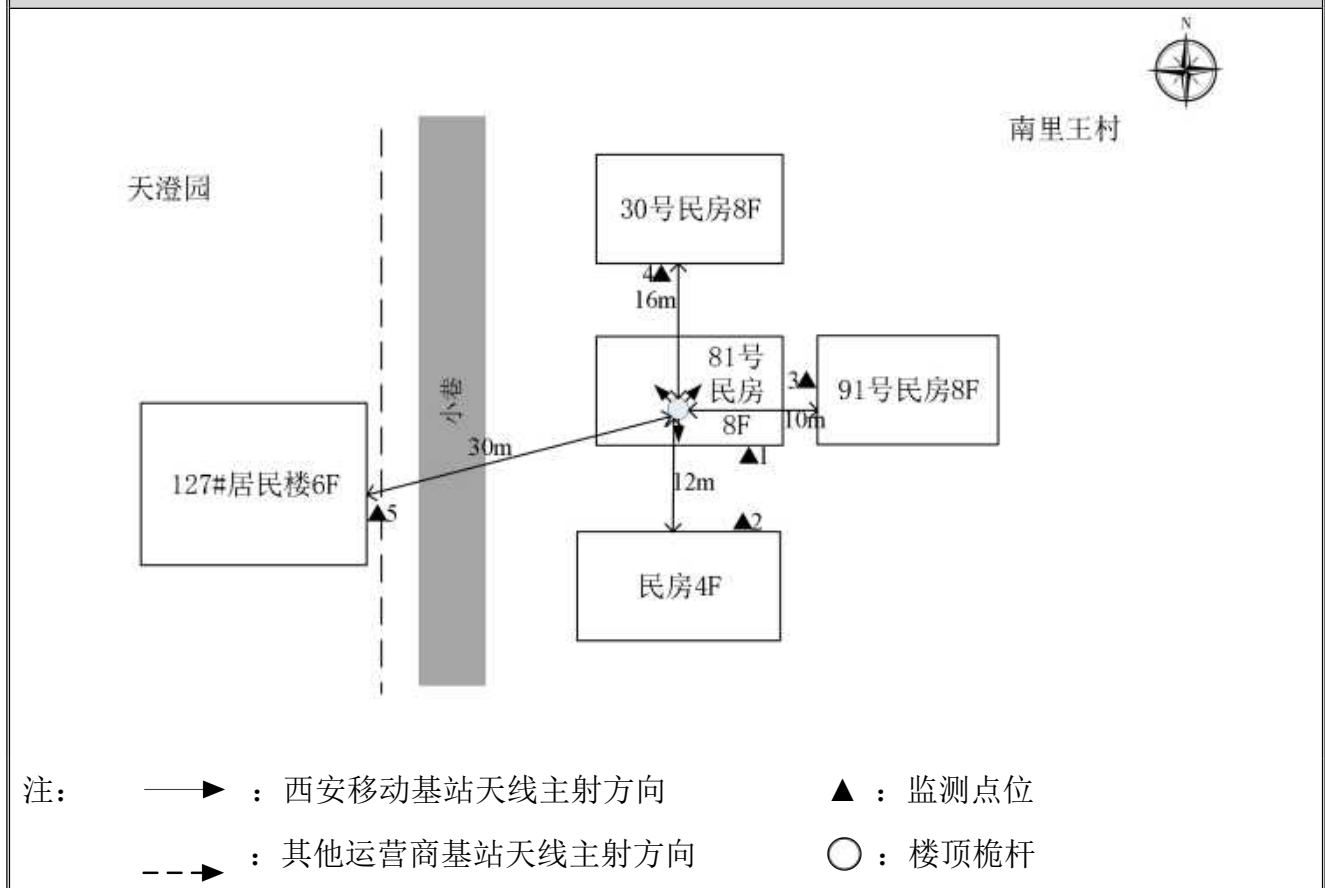 N
南里王村
天澄园
30号民房8F
4▲
16m
81号
民房
8F
3▲
91号民房8F
10m
小巷
30m
▲1
127#居民楼6F
12m
▲5
▲2
民房4F
注：
：西安移动基站天线主射方向
▲：监测点位
：其他运营商基站天线主射方向
：楼顶桅杆